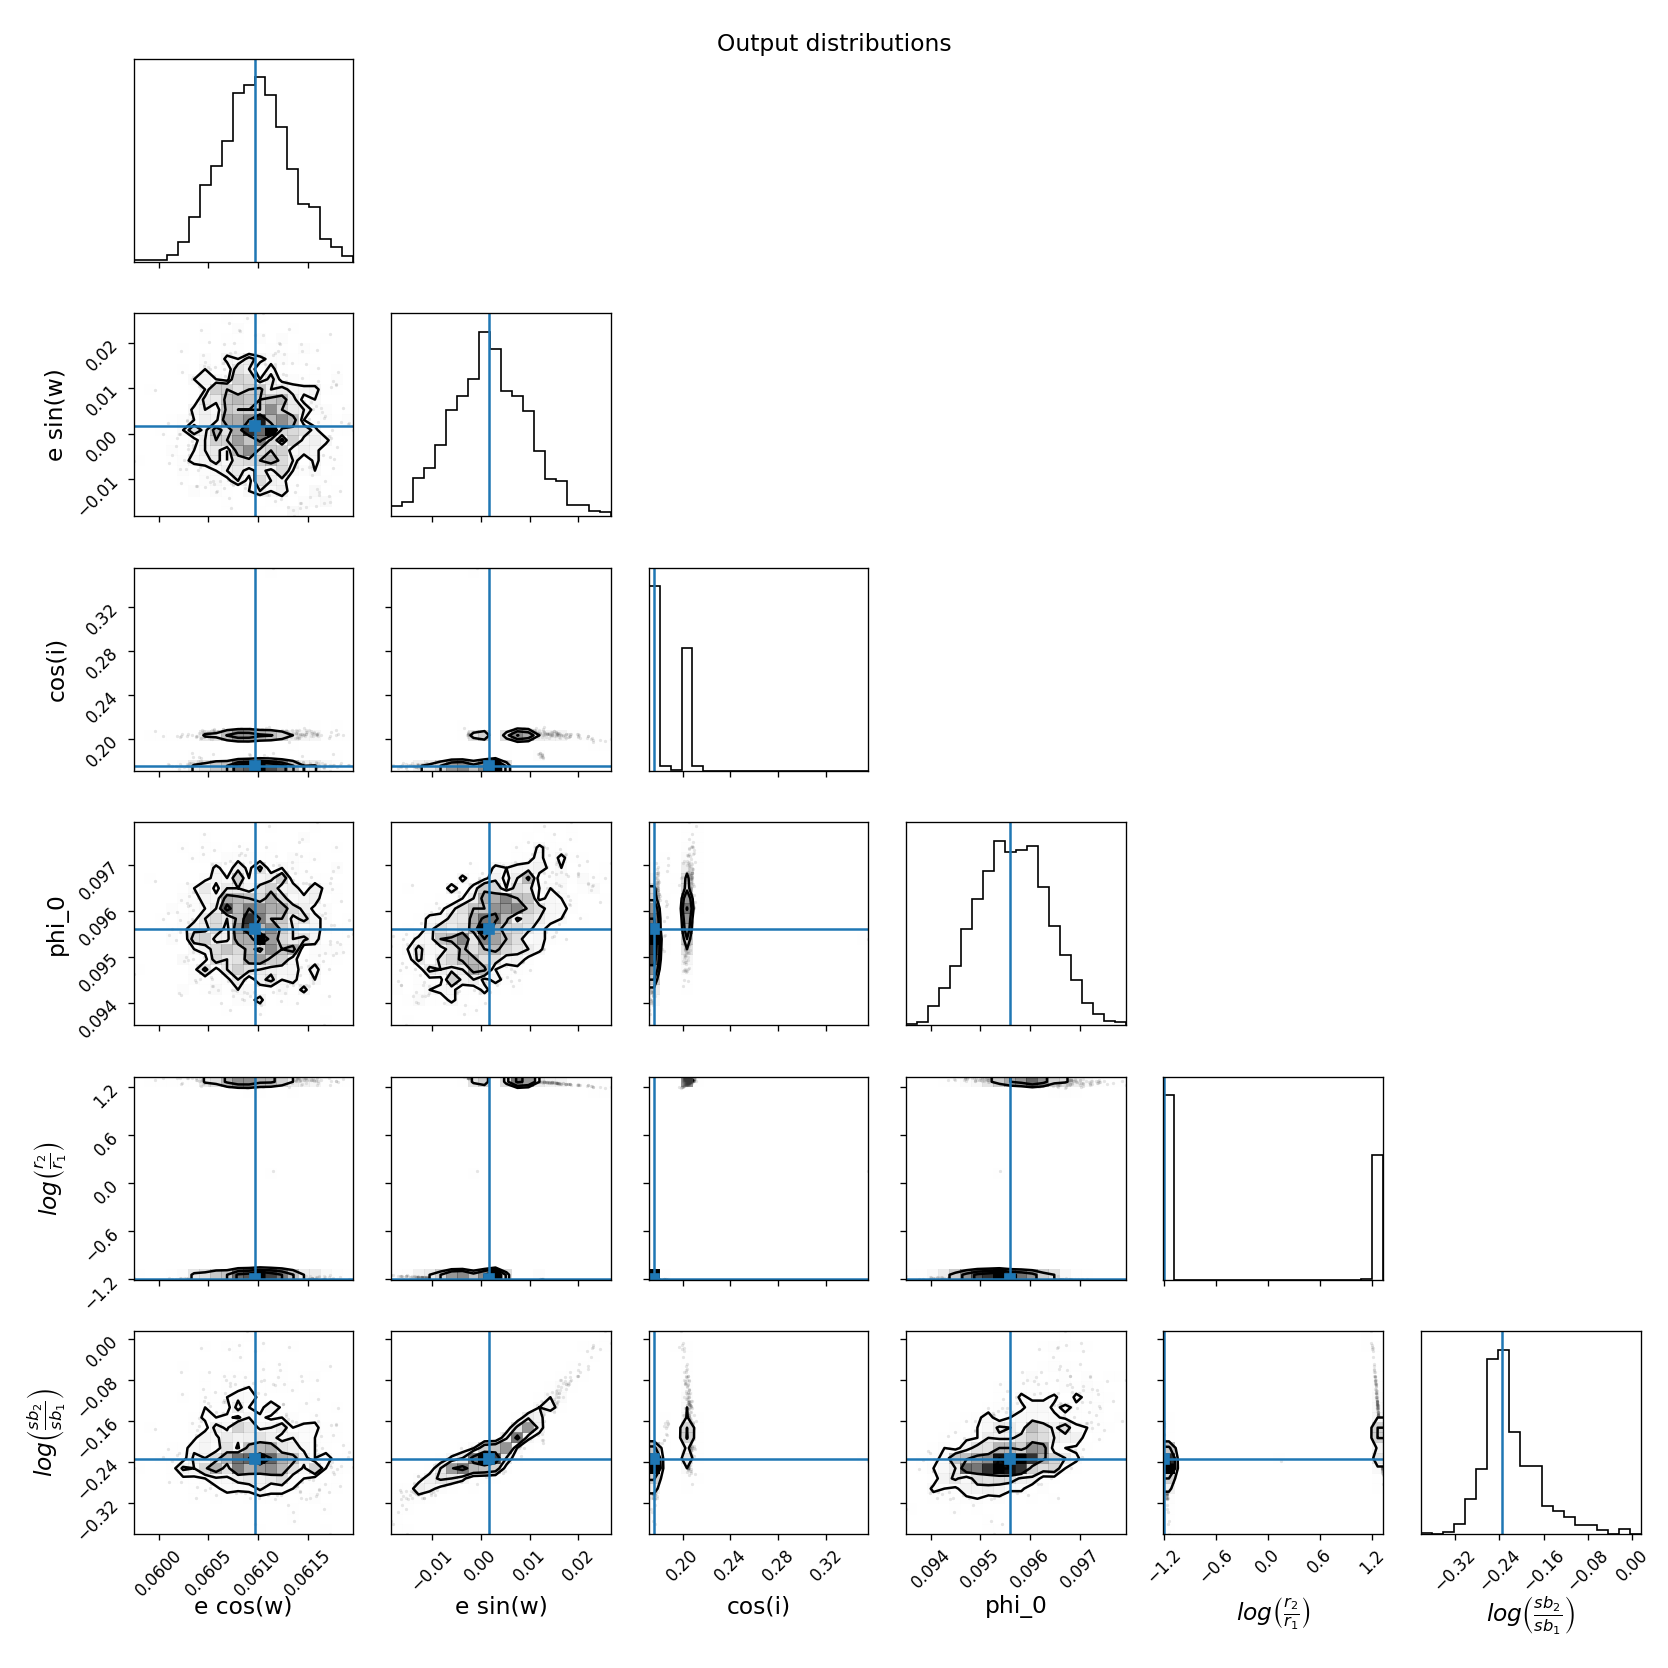 Output distributions
0.02
0.01
0.00
−0.01
e sin(w)
0.32
0.28
0.24
0.20
cos(i)
0.097
0.096
0.095
0.094
phi_0
1.2
0.6
0.0
−0.6
−1.2
log(r₂/r₁)
0.00
−0.08
−0.16
−0.24
−0.32
log(sb₂/sb₁)
0.0600 0.0605 0.0610 0.0615
−0.01 0.00 0.01 0.02
0.20 0.24 0.28 0.32
0.094 0.095 0.096 0.097
−1.2 −0.6 0.0 0.6 1.2
−0.32 −0.24 −0.16 −0.08 0.00
e cos(w) e sin(w) cos(i) phi_0 log(r₂/r₁) log(sb₂/sb₁)